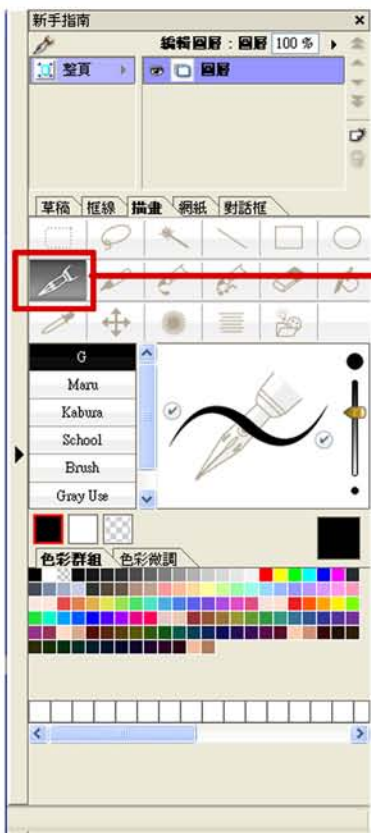 新手指南
編輯圖層：圖層 100 %
整頁 圖層
草稿 框線 描畫 網紙 對話框
G
Maru
Kabura
School
Brush
Gray Use
色彩群組 色彩微調